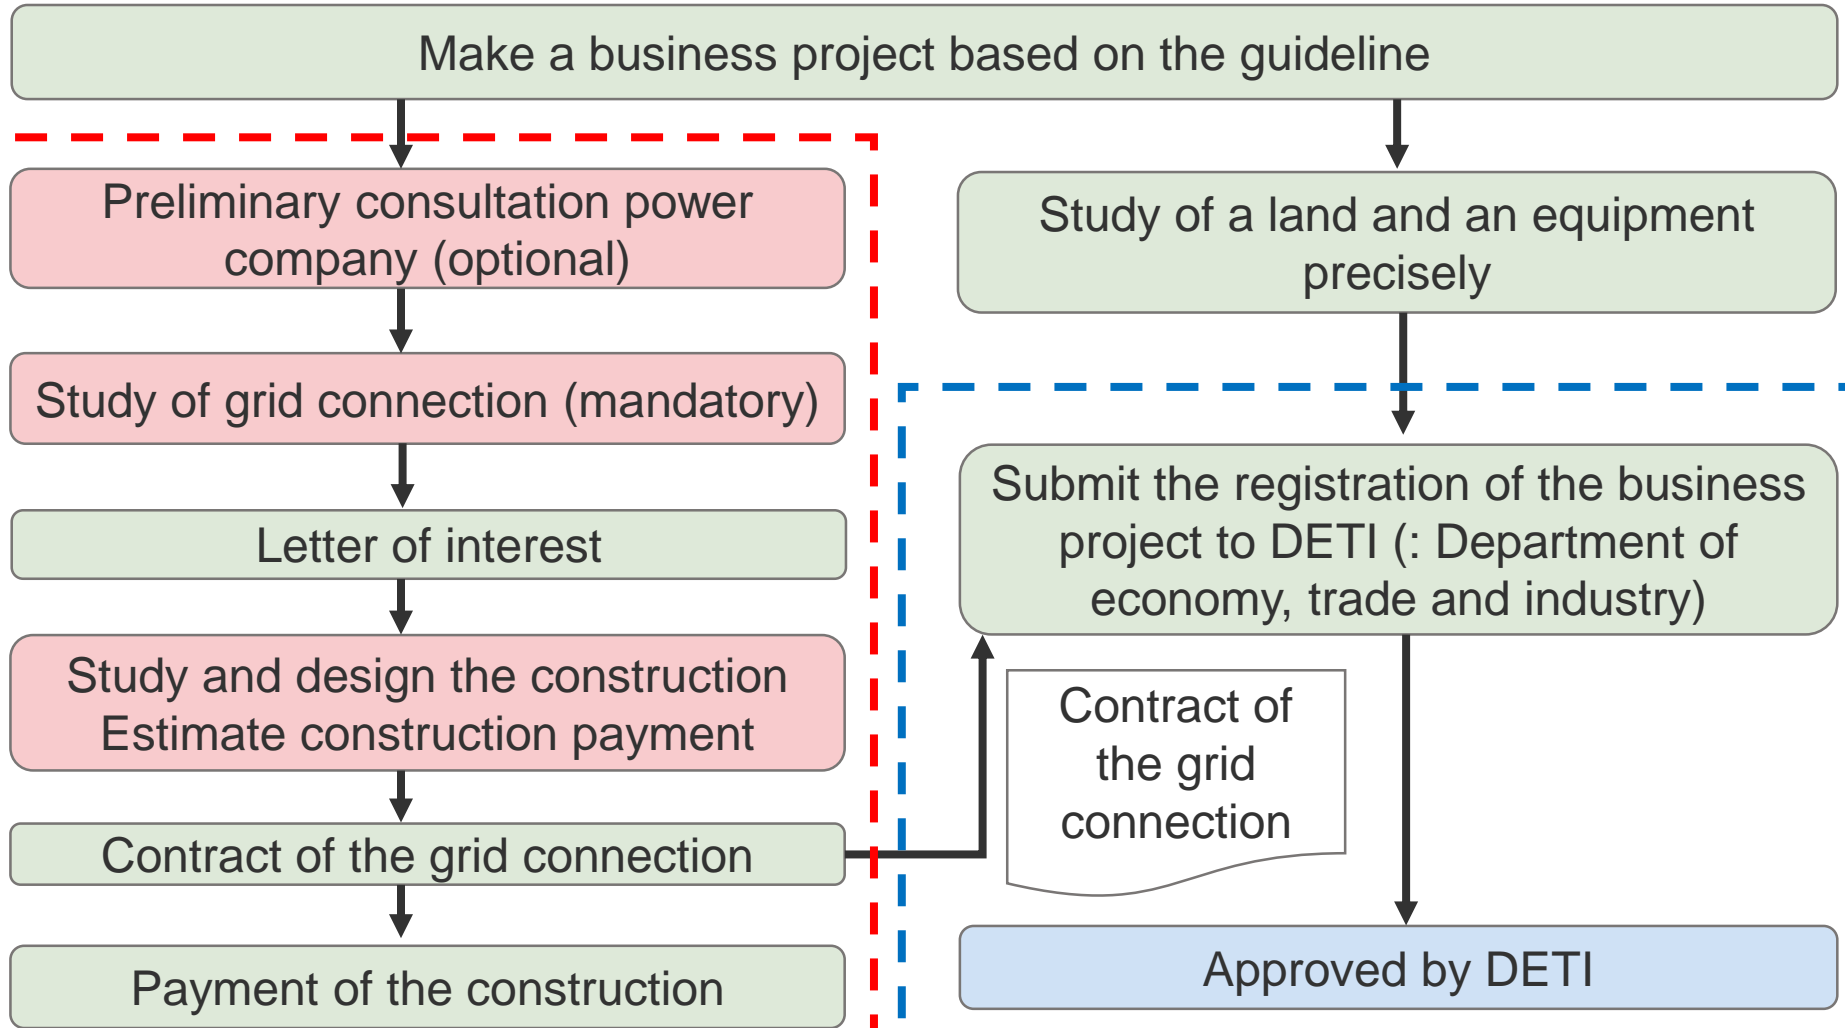 Make a business project based on the guideline
Preliminary consultation power
company (optional)
Study of grid connection (mandatory)
Letter of interest
Study and design the construction
Estimate construction payment
Contract of the grid connection
Payment of the construction
Study of a land and an equipment
precisely
Submit the registration of the business
project to DETI (: Department of
economy, trade and industry)
Contract of
the grid
connection
Approved by DETI